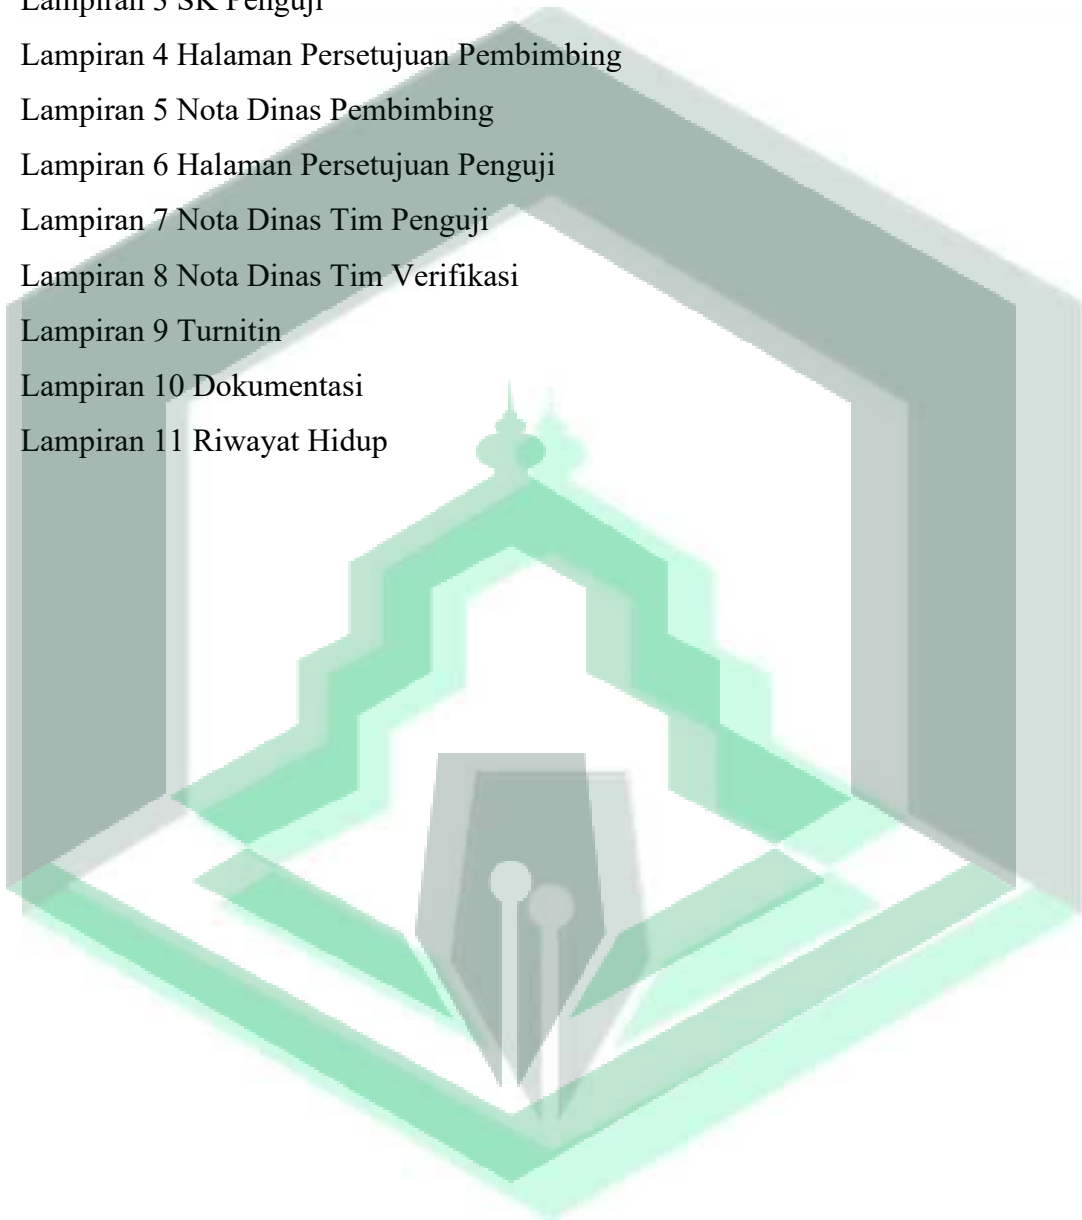 Lampiran 3 SK Penguji
Lampiran 4 Halaman Persetujuan Pembimbing
Lampiran 5 Nota Dinas Pembimbing
Lampiran 6 Halaman Persetujuan Penguji
Lampiran 7 Nota Dinas Tim Penguji
Lampiran 8 Nota Dinas Tim Verifikasi
Lampiran 9 Turnitin
Lampiran 10 Dokumentasi
Lampiran 11 Riwayat Hidup